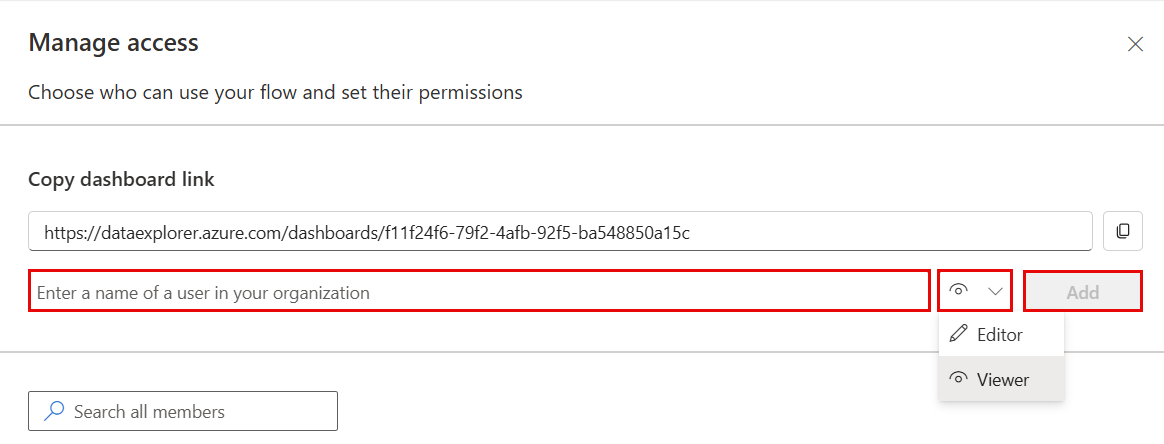 Manage access
Choose who can use your flow and set their permissions
Copy dashboard link
https://dataexplorer.azure.com/dashboards/f11f24f6-79f2-4afb-92f5-ba548850a15c
Enter a name of a user in your organization
Add
Editor
Viewer
Search all members